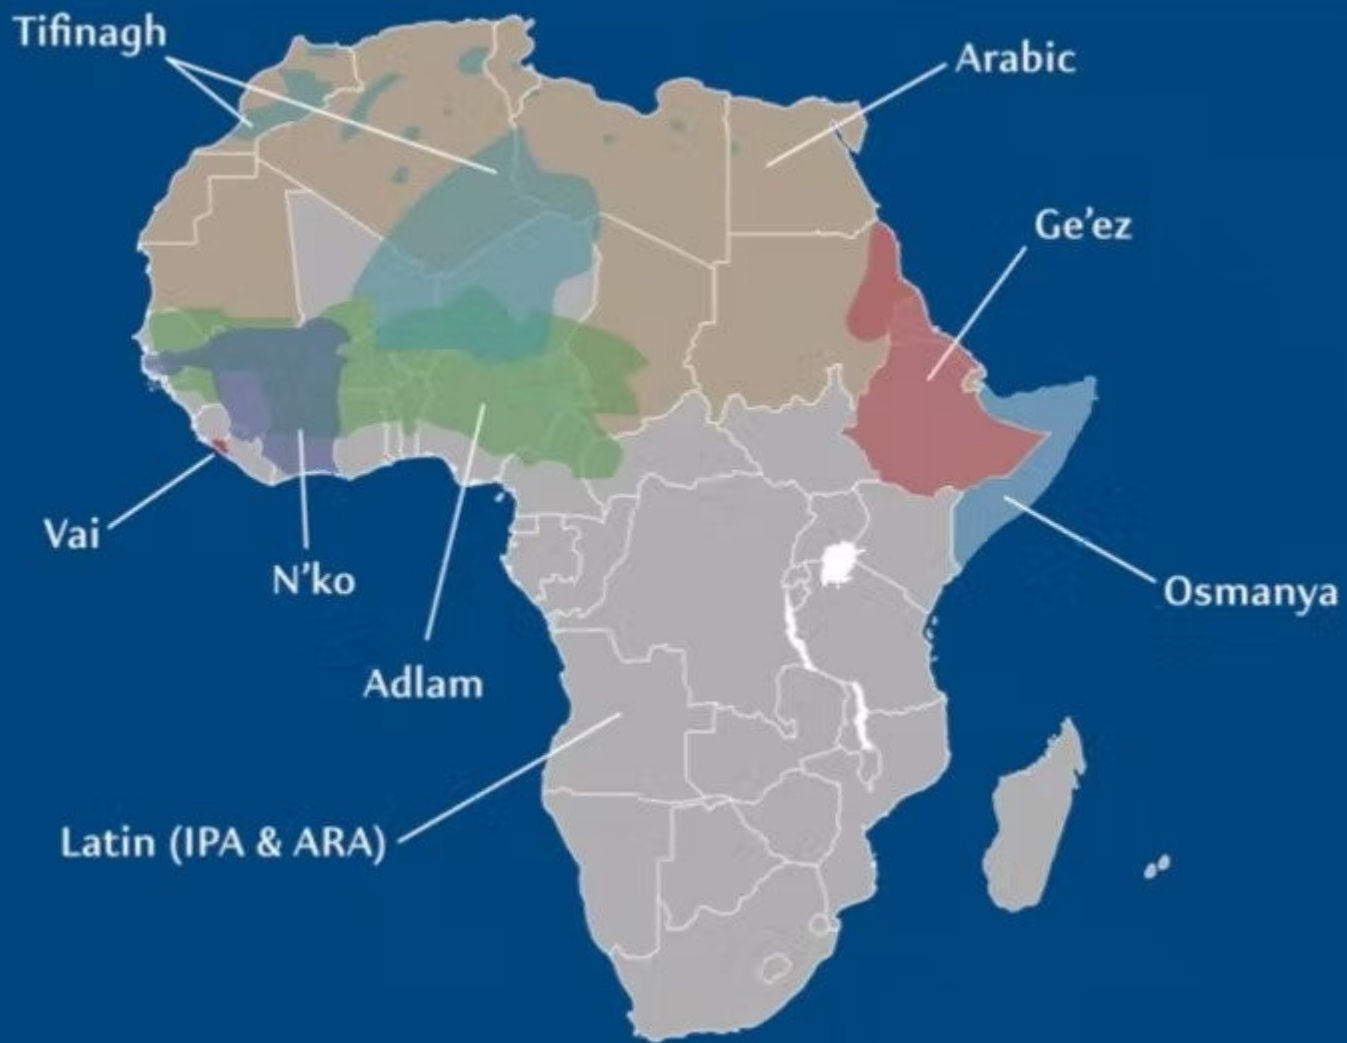 Tifinagh
Arabic
Ge’ez
Vai
N’ko
Osmanya
Adlam
Latin (IPA & ARA)